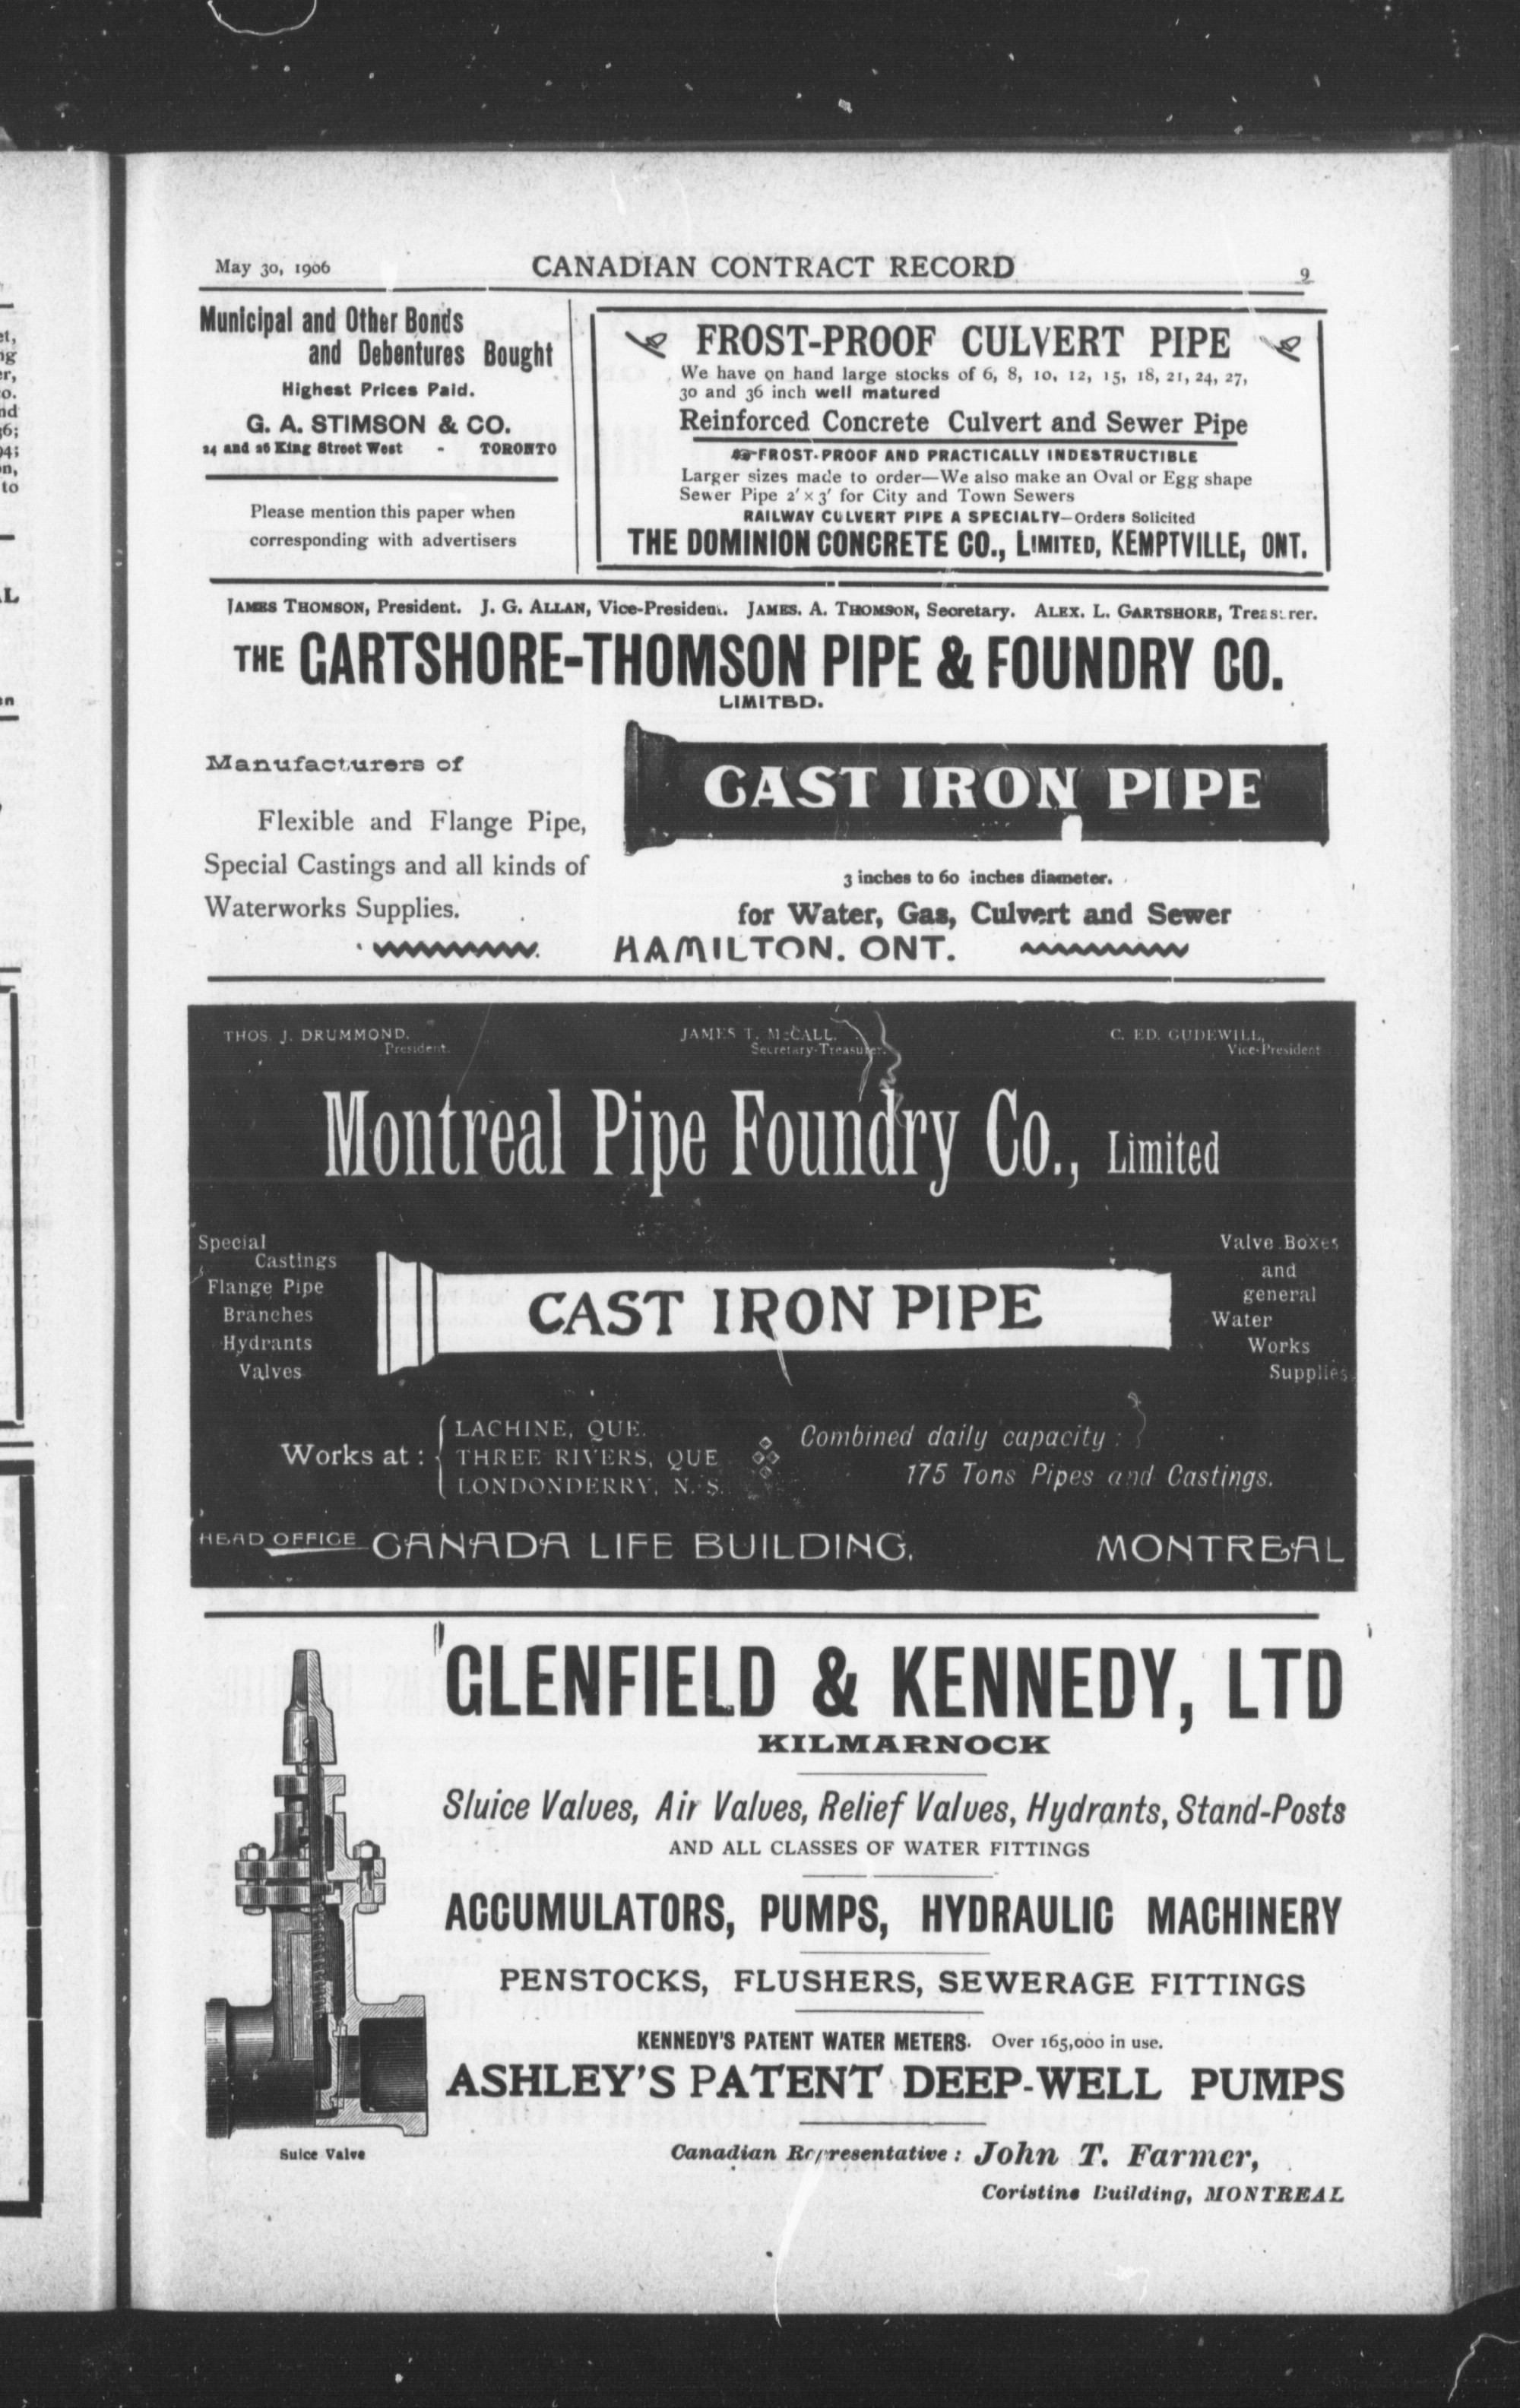 May 30, 1906
CANADIAN CONTRACT RECORD
9
Municipal and Other Bonds
and Debentures Bought
Highest Prices Paid.
G. A. STIMSON & CO.
24 and 26 King Street West - TORONTO
Please mention this paper when
corresponding with advertisers
FROST-PROOF CULVERT PIPE
We have on hand large stocks of 6, 8, 10, 12, 15, 18, 21, 24, 27,
30 and 36 inch well matured
Reinforced Concrete Culvert and Sewer Pipe
FROST-PROOF AND PRACTICALLY INDESTRUCTIBLE
Larger sizes made to order—We also make an Oval or Egg shape
Sewer Pipe 2' × 3' for City and Town Sewers
RAILWAY CULVERT PIPE A SPECIALTY—Orders Solicited
THE DOMINION CONCRETE CO., LIMITED, KEMPTVILLE, ONT.
JAMES THOMSON, President. J. G. ALLAN, Vice-President. JAMES. A. THOMSON, Secretary. ALEX. L. GARTSHORE, Treasurer.
THE GARTSHORE-THOMSON PIPE & FOUNDRY CO.
LIMITED.
Manufacturers of
Flexible and Flange Pipe,
Special Castings and all kinds of
Waterworks Supplies.
CAST IRON PIPE
3 inches to 60 inches diameter.
for Water, Gas, Culvert and Sewer
HAMILTON. ONT.
THOS. J. DRUMMOND,
President.
JAMES T. McCALL,
Secretary-Treasurer.
C. ED. GUDEWILL,
Vice-President
Montreal Pipe Foundry Co., Limited
Special
Castings
Flange Pipe
Branches
Hydrants
Valves
CAST IRON PIPE
Valve Boxes
and
general
Water
Works
Supplies
Works at :
LACHINE, QUE.
THREE RIVERS, QUE
LONDONDERRY, N. S.
Combined daily capacity :
175 Tons Pipes and Castings.
HEAD OFFICE CANADA LIFE BUILDING, MONTREAL
GLENFIELD & KENNEDY, LTD
KILMARNOCK
Sluice Valves, Air Valves, Relief Valves, Hydrants, Stand-Posts
AND ALL CLASSES OF WATER FITTINGS
ACCUMULATORS, PUMPS, HYDRAULIC MACHINERY
PENSTOCKS, FLUSHERS, SEWERAGE FITTINGS
KENNEDY'S PATENT WATER METERS. Over 165,000 in use.
ASHLEY'S PATENT DEEP-WELL PUMPS
Suice Valve
Canadian Representative : John T. Farmer,
Coristine Building, MONTREAL